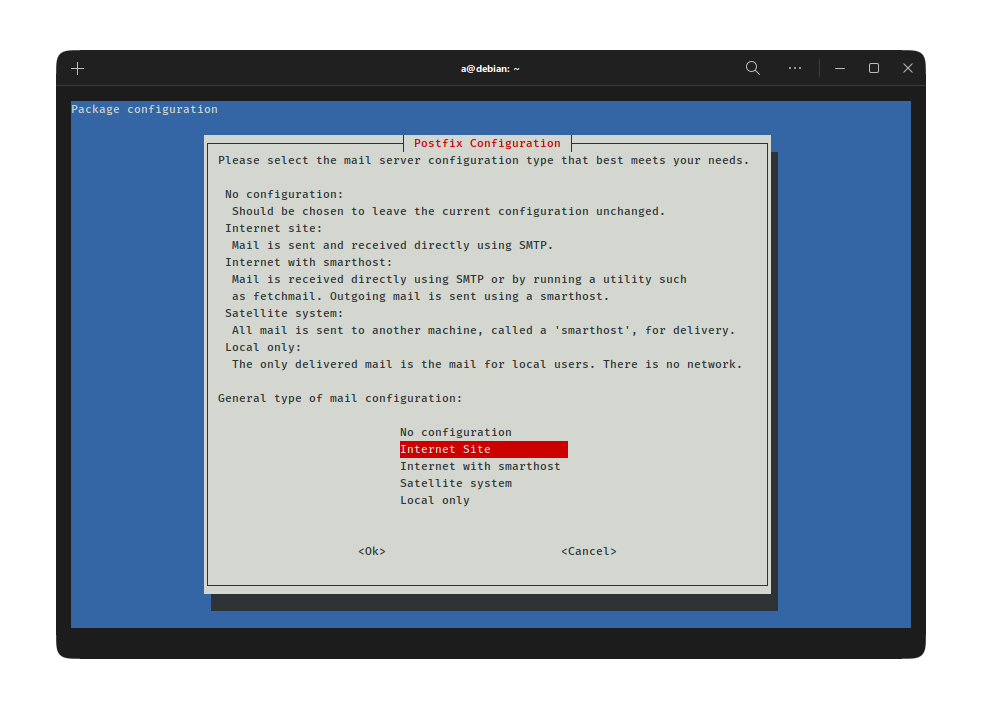 a@debian: ~
Package configuration
Postfix Configuration
Please select the mail server configuration type that best meets your needs.
No configuration:
Should be chosen to leave the current configuration unchanged.
Internet site:
Mail is sent and received directly using SMTP.
Internet with smarthost:
Mail is received directly using SMTP or by running a utility such
as fetchmail. Outgoing mail is sent using a smarthost.
Satellite system:
All mail is sent to another machine, called a 'smarthost', for delivery.
Local only:
The only delivered mail is the mail for local users. There is no network.
General type of mail configuration:
No configuration
Internet Site
Internet with smarthost
Satellite system
Local only
<Ok> <Cancel>